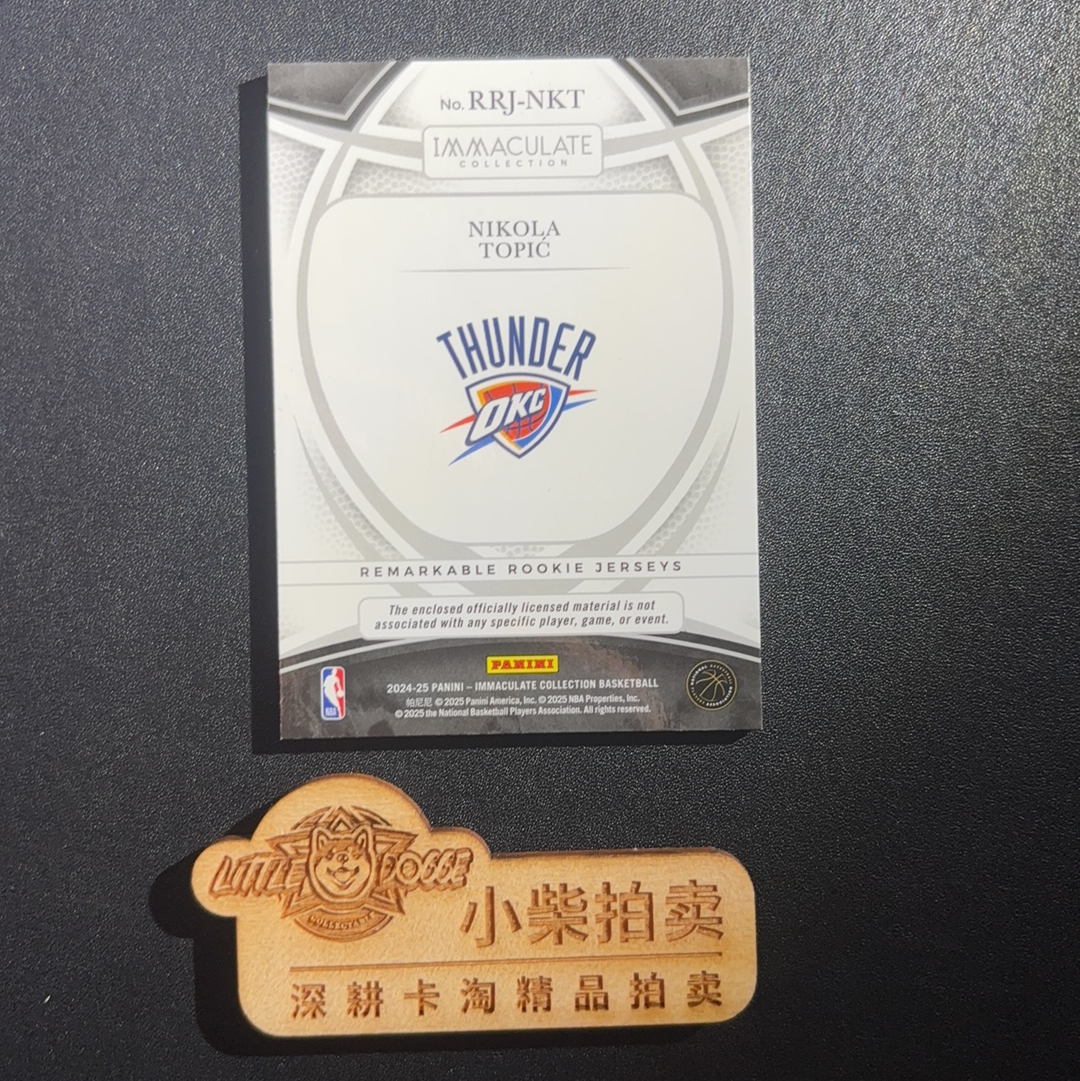 No. RRJ-NKT
IMMACULATE
COLLECTION
NIKOLA
TOPIĆ
THUNDER
OKC
REMARKABLE ROOKIE JERSEYS
The enclosed officially licensed material is not
associated with any specific player, game, or event.
PANINI
2024-25 PANINI – IMMACULATE COLLECTION BASKETBALL
帕尼尼 © 2025 Panini America, Inc. © 2025 NBA Properties, Inc.
© 2025 the National Basketball Players Association. All rights reserved.
NBA
LITTLE DOGGE
COLLECTABLE
小柴拍卖
深耕卡淘精品拍卖